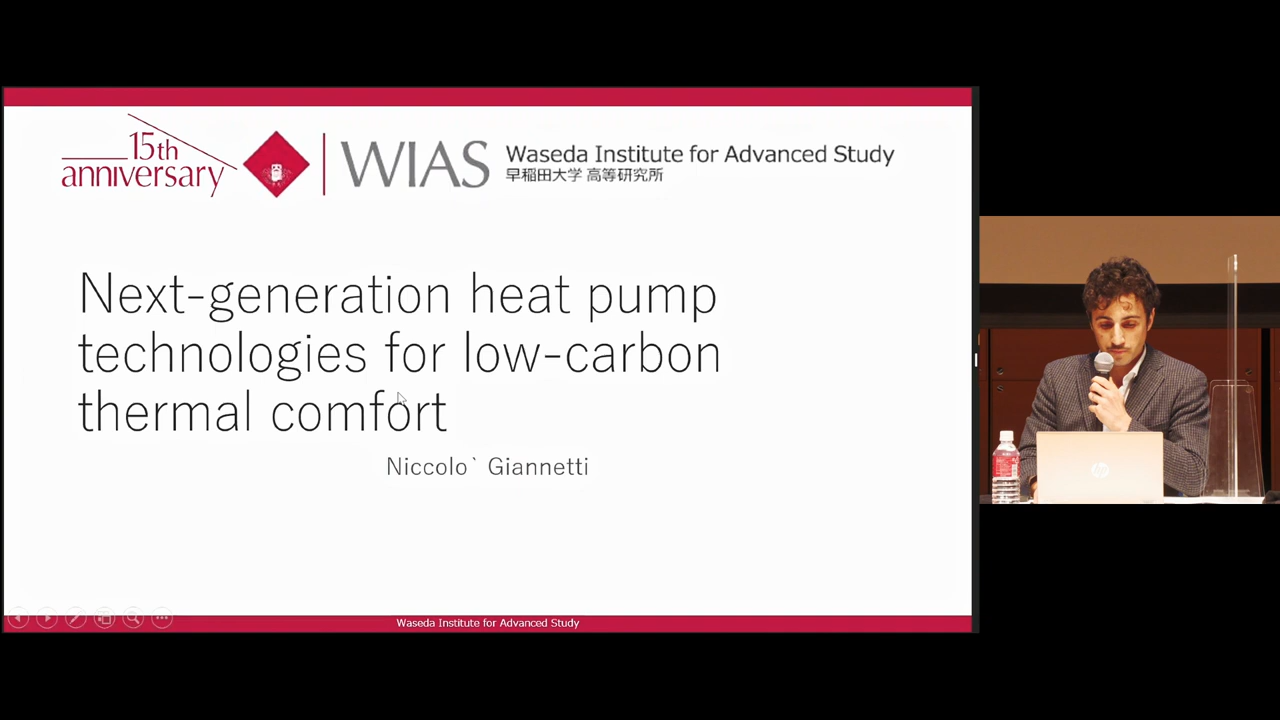 15th
anniversary
WIAS
Waseda Institute for Advanced Study
早稲田大学 高等研究所
Next-generation heat pump
technologies for low-carbon
thermal comfort
Niccolo` Giannetti
Waseda Institute for Advanced Study
hp